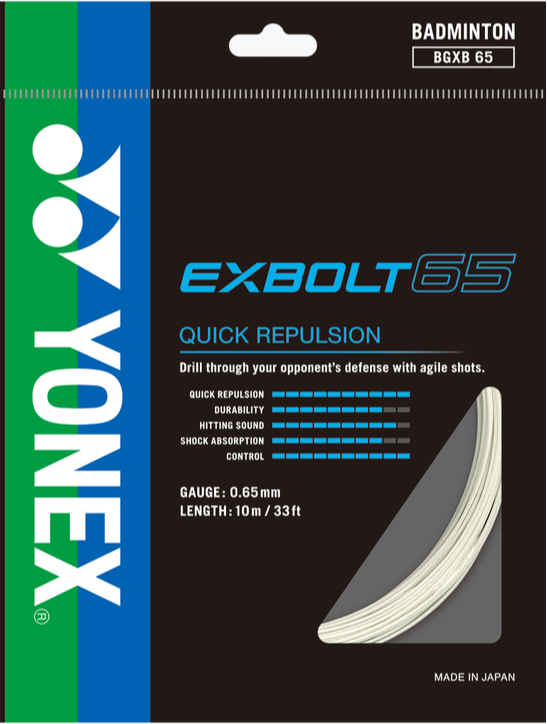 BADMINTON
BGXB 65
YONEX
®
EXBOLT65
QUICK REPULSION
Drill through your opponent's defense with agile shots.
QUICK REPULSION
DURABILITY
HITTING SOUND
SHOCK ABSORPTION
CONTROL
GAUGE : 0.65mm
LENGTH : 10m / 33ft
MADE IN JAPAN